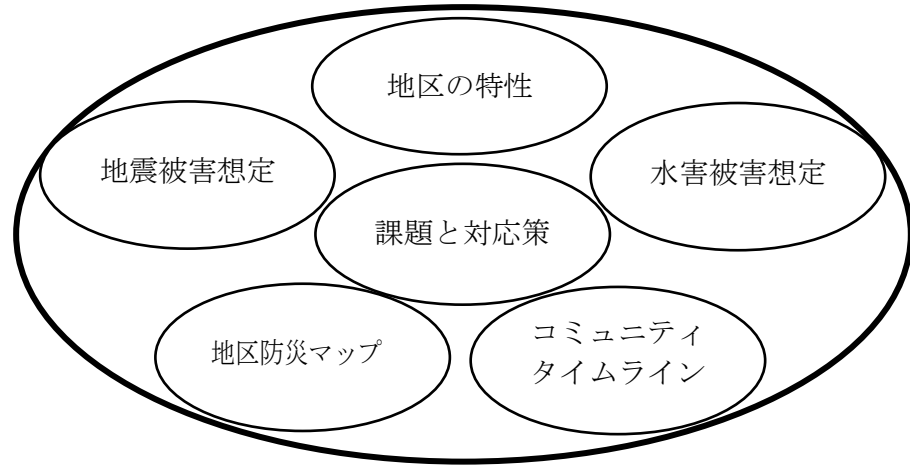 地区の特性
地震被害想定
水害被害想定
課題と対応策
地区防災マップ
コミュニティ
タイムライン